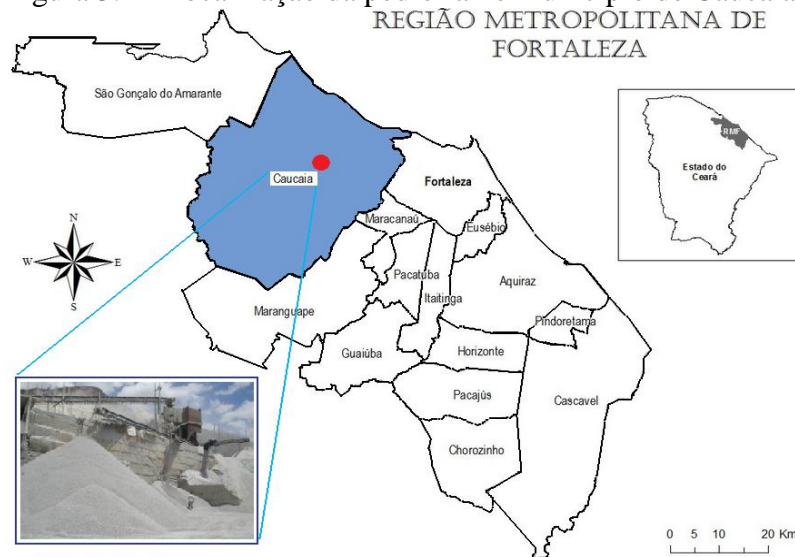 REGIÃO METROPOLITANA DE
FORTALEZA
São Gonçalo do Amarante
Caucaia
Fortaleza
Maracanaú
Eusébio
Pacatuba
Itaitinga
Aquiraz
Maranguape
Pindoretama
Guaiúba
Horizonte
Pacajús
Cascavel
Chorozinho
RMF
Estado do
Ceará
N
W
E
S
0 5 10 20 Km